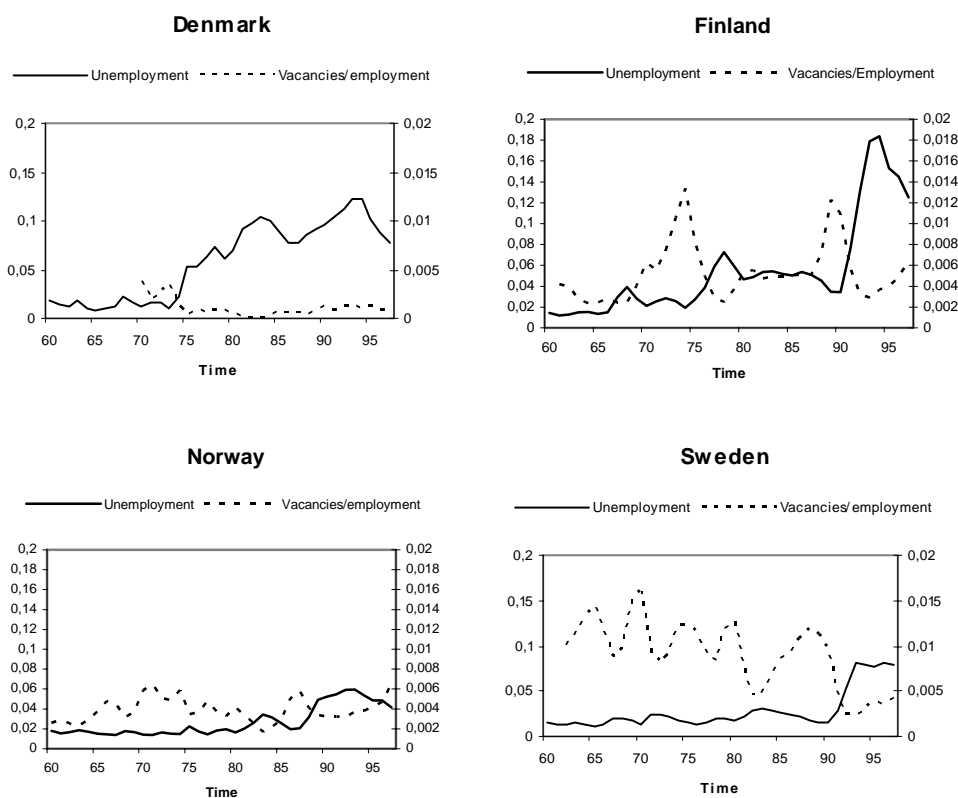 Denmark
Unemployment Vacancies/employment
0,2 0,02
0,15 0,015
0,1 0,01
0,05 0,005
0 0
60 65 70 75 80 85 90 95
Time
Finland
Unemployment Vacancies/Employment
0,2 0,02
0,18 0,018
0,16 0,016
0,14 0,014
0,12 0,012
0,1 0,01
0,08 0,008
0,06 0,006
0,04 0,004
0,02 0,002
0 0
60 65 70 75 80 85 90 95
Time
Norway
Unemployment Vacancies/employment
0,2 0,02
0,18 0,018
0,16 0,016
0,14 0,014
0,12 0,012
0,1 0,01
0,08 0,008
0,06 0,006
0,04 0,004
0,02 0,002
0 0
60 65 70 75 80 85 90 95
Time
Sweden
Unemployment Vacancies/employment
0,2 0,02
0,15 0,015
0,1 0,01
0,05 0,005
0 0
60 65 70 75 80 85 90 95
Time